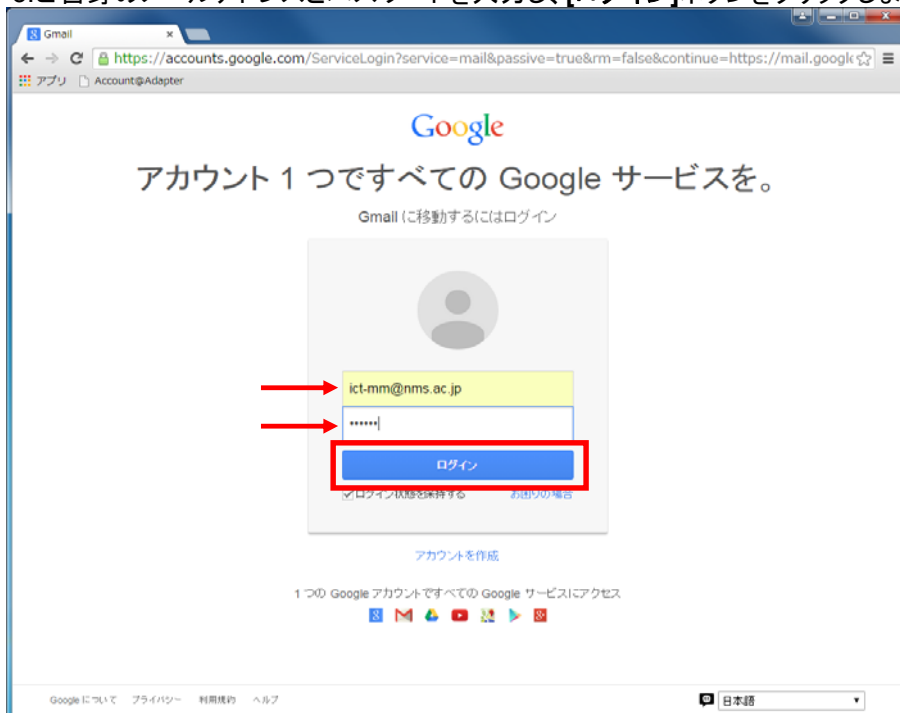 [ログイン]
Gmail
https://accounts.google.com/ServiceLogin?service=mail&passive=true&rm=false&continue=https://mail.googl
アプリ Account@Adapter
Google
アカウント 1 つですべての Google サービスを。
Gmail に移動するにはログイン
ict-mm@nms.ac.jp
••••••
ログイン
ログイン状態を保持する お困りの場合
アカウントを作成
1 つの Google アカウントですべての Google サービスにアクセス
Google について プライバシー 利用規約 ヘルプ 日本語